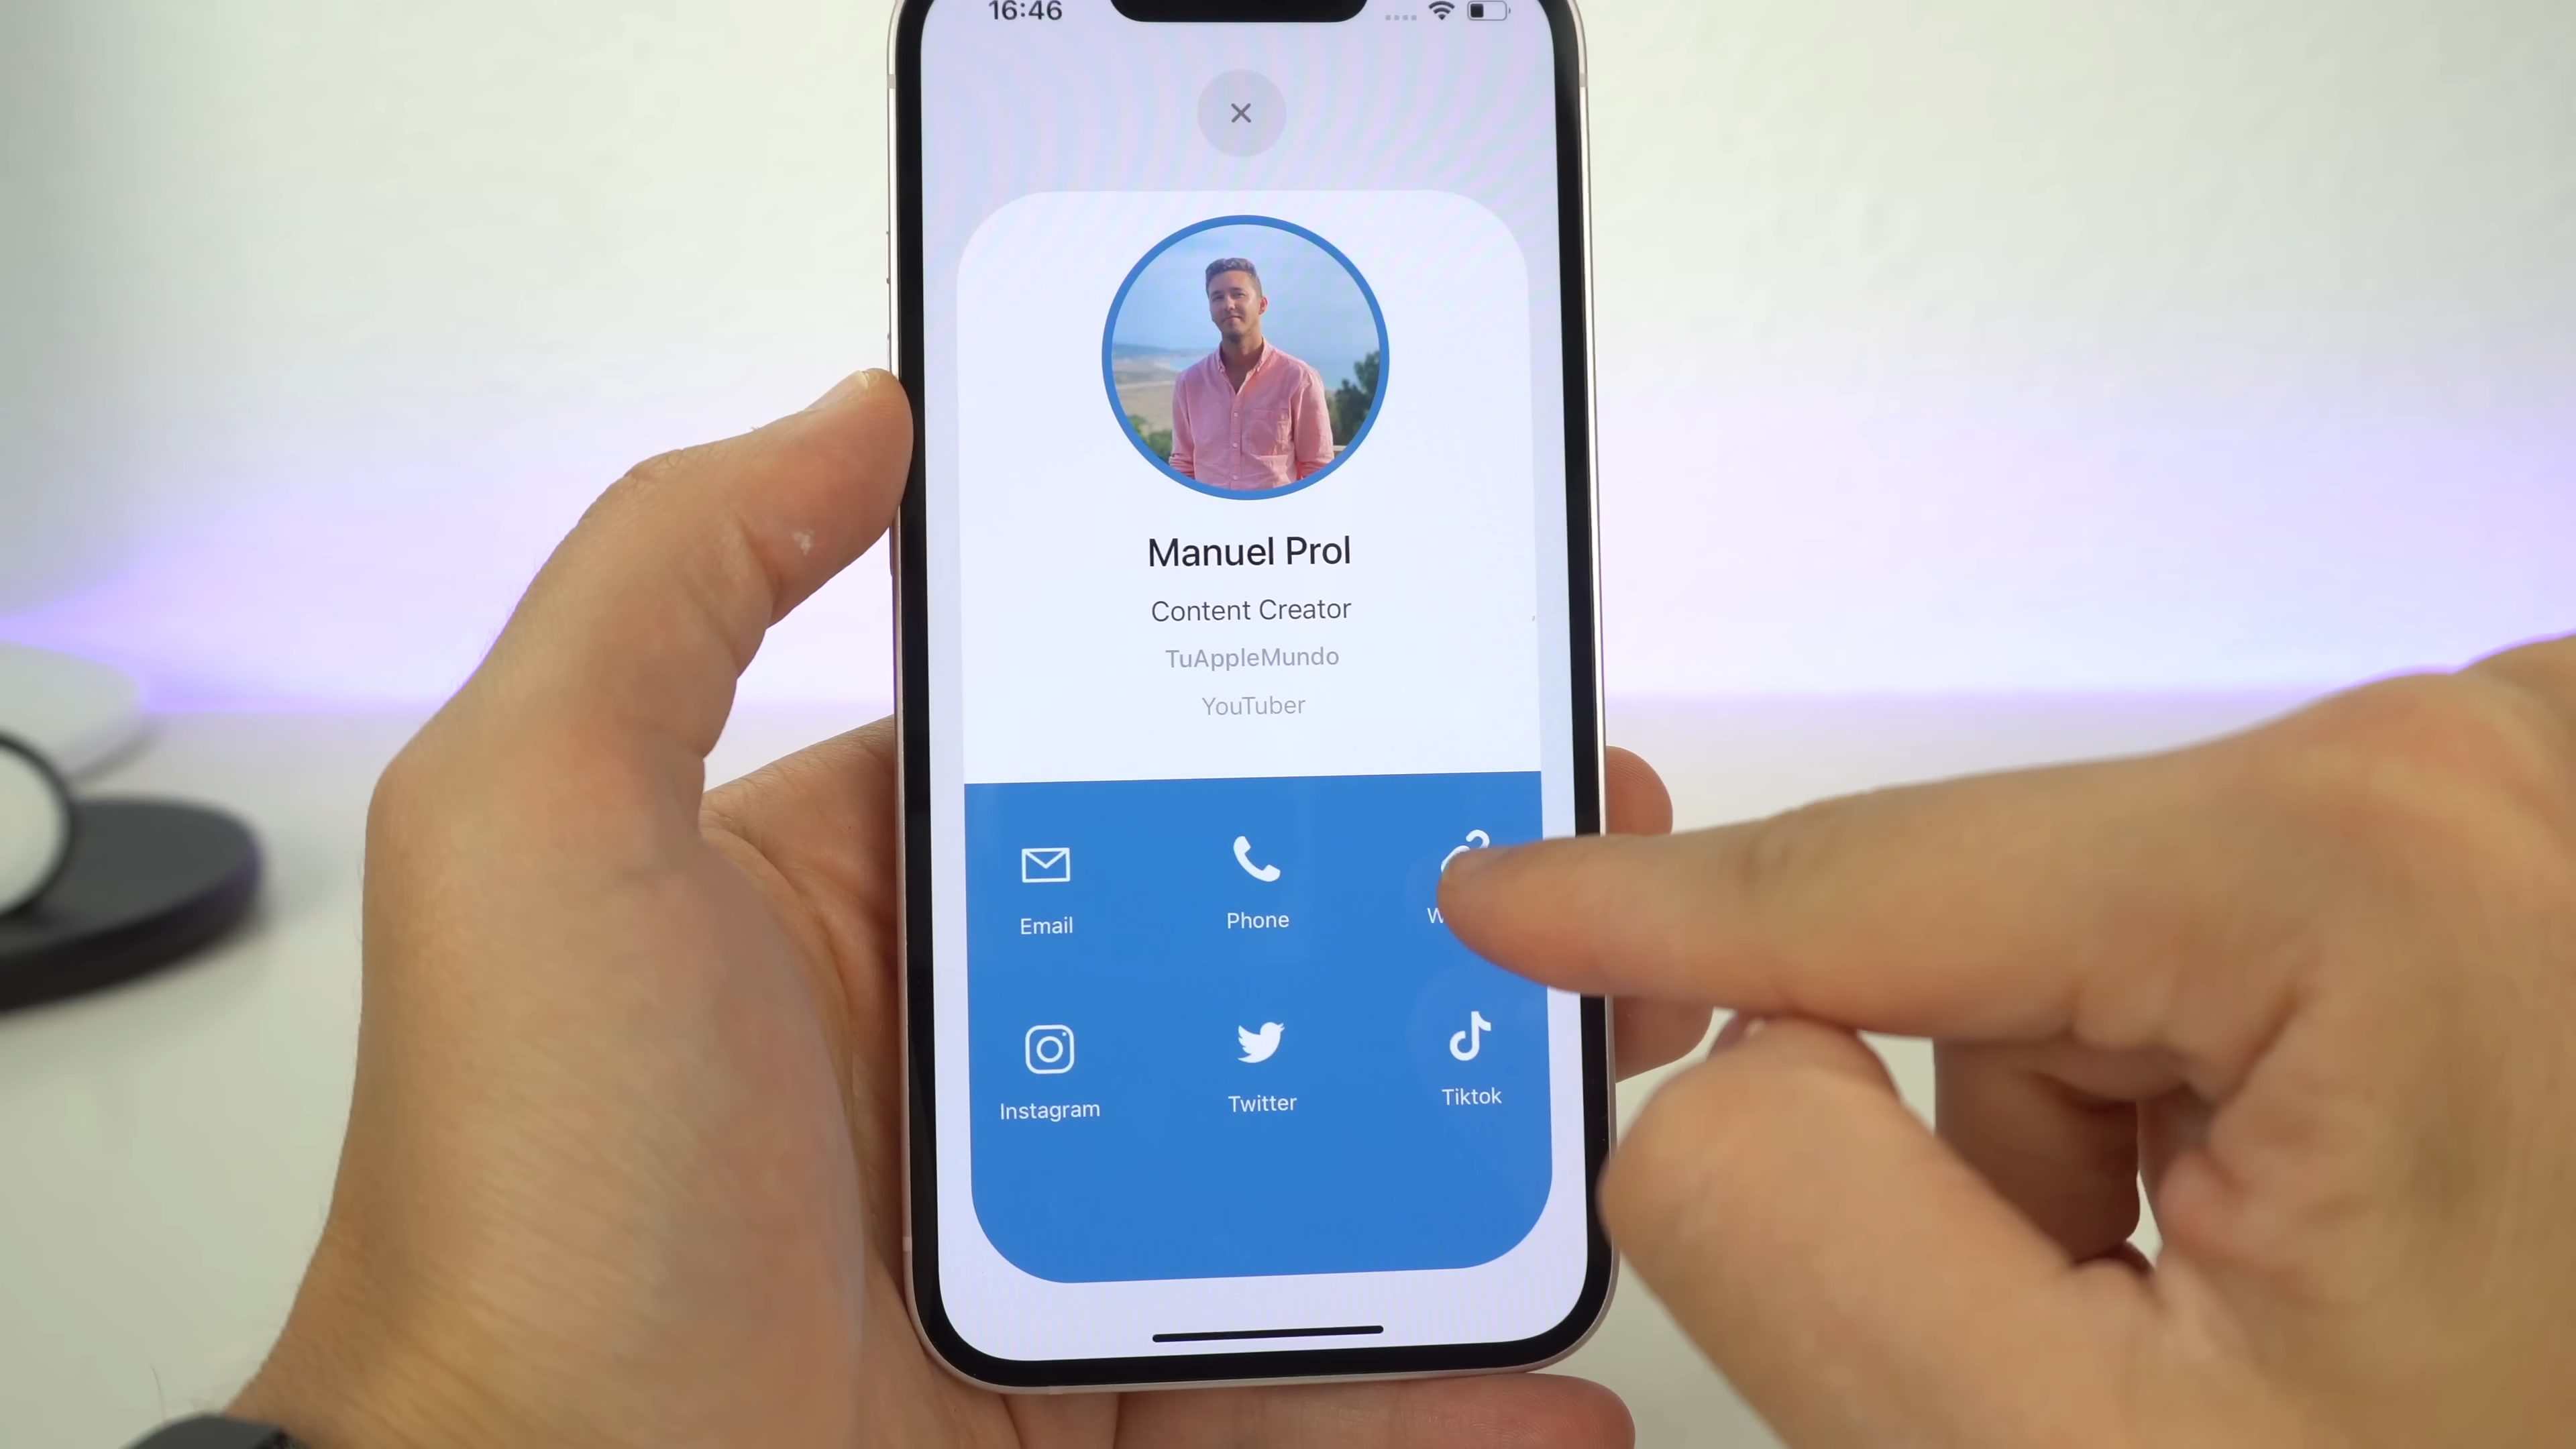 16:46
Manuel Prol
Content Creator
TuAppleMundo
YouTuber
Email
Phone
Instagram
Twitter
Tiktok